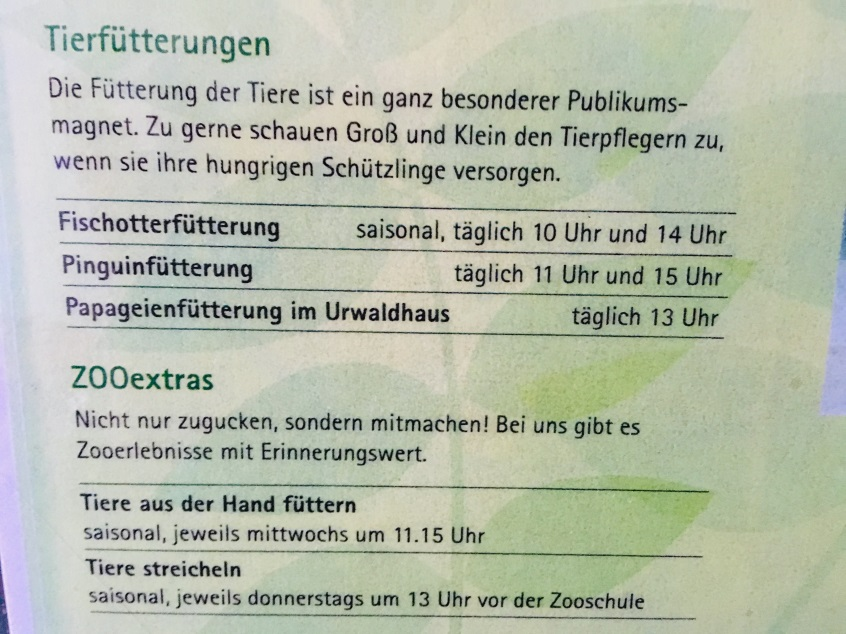 Tierfütterungen
Die Fütterung der Tiere ist ein ganz besonderer Publikums-
magnet. Zu gerne schauen Groß und Klein den Tierpflegern zu,
wenn sie ihre hungrigen Schützlinge versorgen.
Fischotterfütterung saisonal, täglich 10 Uhr und 14 Uhr
Pinguinfütterung täglich 11 Uhr und 15 Uhr
Papageienfütterung im Urwaldhaus täglich 13 Uhr
ZOOextras
Nicht nur zugucken, sondern mitmachen! Bei uns gibt es
Zooerlebnisse mit Erinnerungswert.
Tiere aus der Hand füttern
saisonal, jeweils mittwochs um 11.15 Uhr
Tiere streicheln
saisonal, jeweils donnerstags um 13 Uhr vor der Zooschule